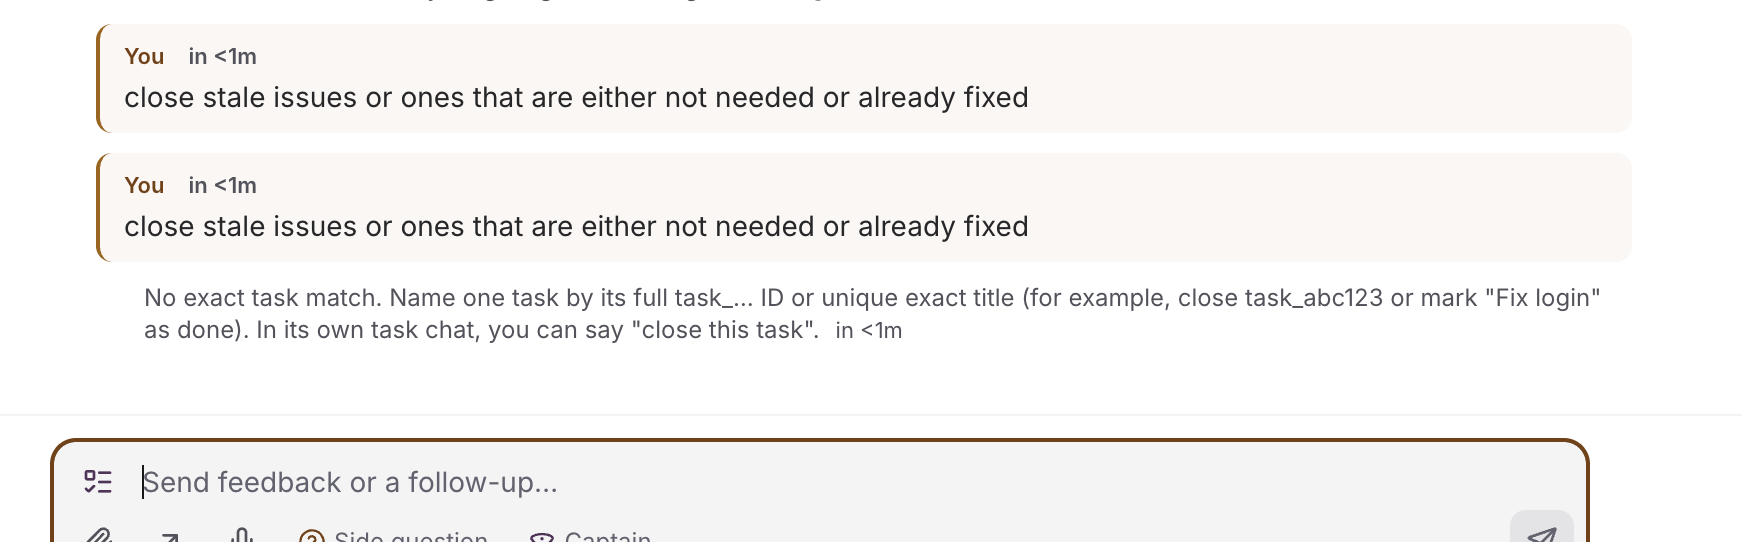 You in <1m
close stale issues or ones that are either not needed or already fixed
You in <1m
close stale issues or ones that are either not needed or already fixed
No exact task match. Name one task by its full task_... ID or unique exact title (for example, close task_abc123 or mark "Fix login"
as done). In its own task chat, you can say "close this task". in <1m
Send feedback or a follow-up...
Side question Captain